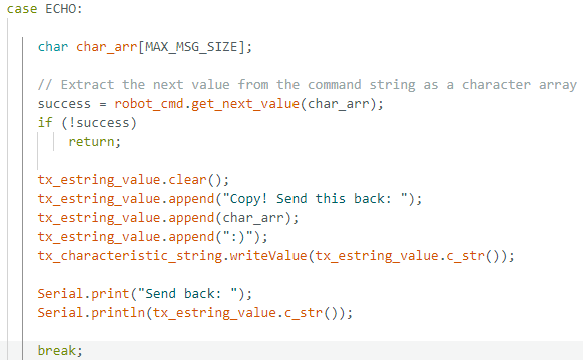 case ECHO:
char char_arr[MAX_MSG_SIZE];
// Extract the next value from the command string as a character array
success = robot_cmd.get_next_value(char_arr);
if (!success)
return;
tx_estring_value.clear();
tx_estring_value.append("Copy! Send this back: ");
tx_estring_value.append(char_arr);
tx_estring_value.append(":)");
tx_characteristic_string.writeValue(tx_estring_value.c_str());
Serial.print("Send back: ");
Serial.println(tx_estring_value.c_str());
break;